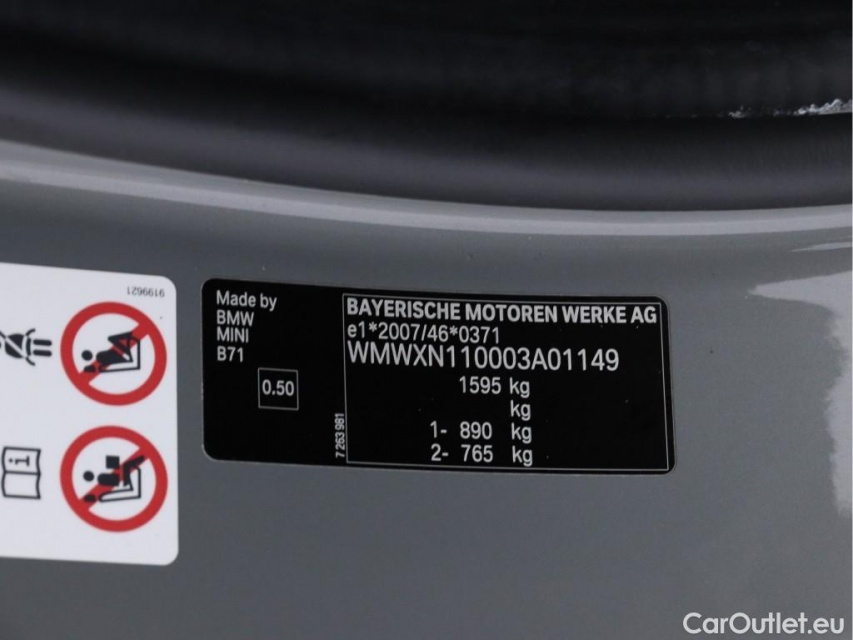 9199621
Made by
BMW
MINI
B71
0.50
7 263 981
BAYERISCHE MOTOREN WERKE AG
e1*2007/46*0371
WMWXN110003A01149
1595 kg
kg
1- 890 kg
2- 765 kg
i
CarOutlet.eu